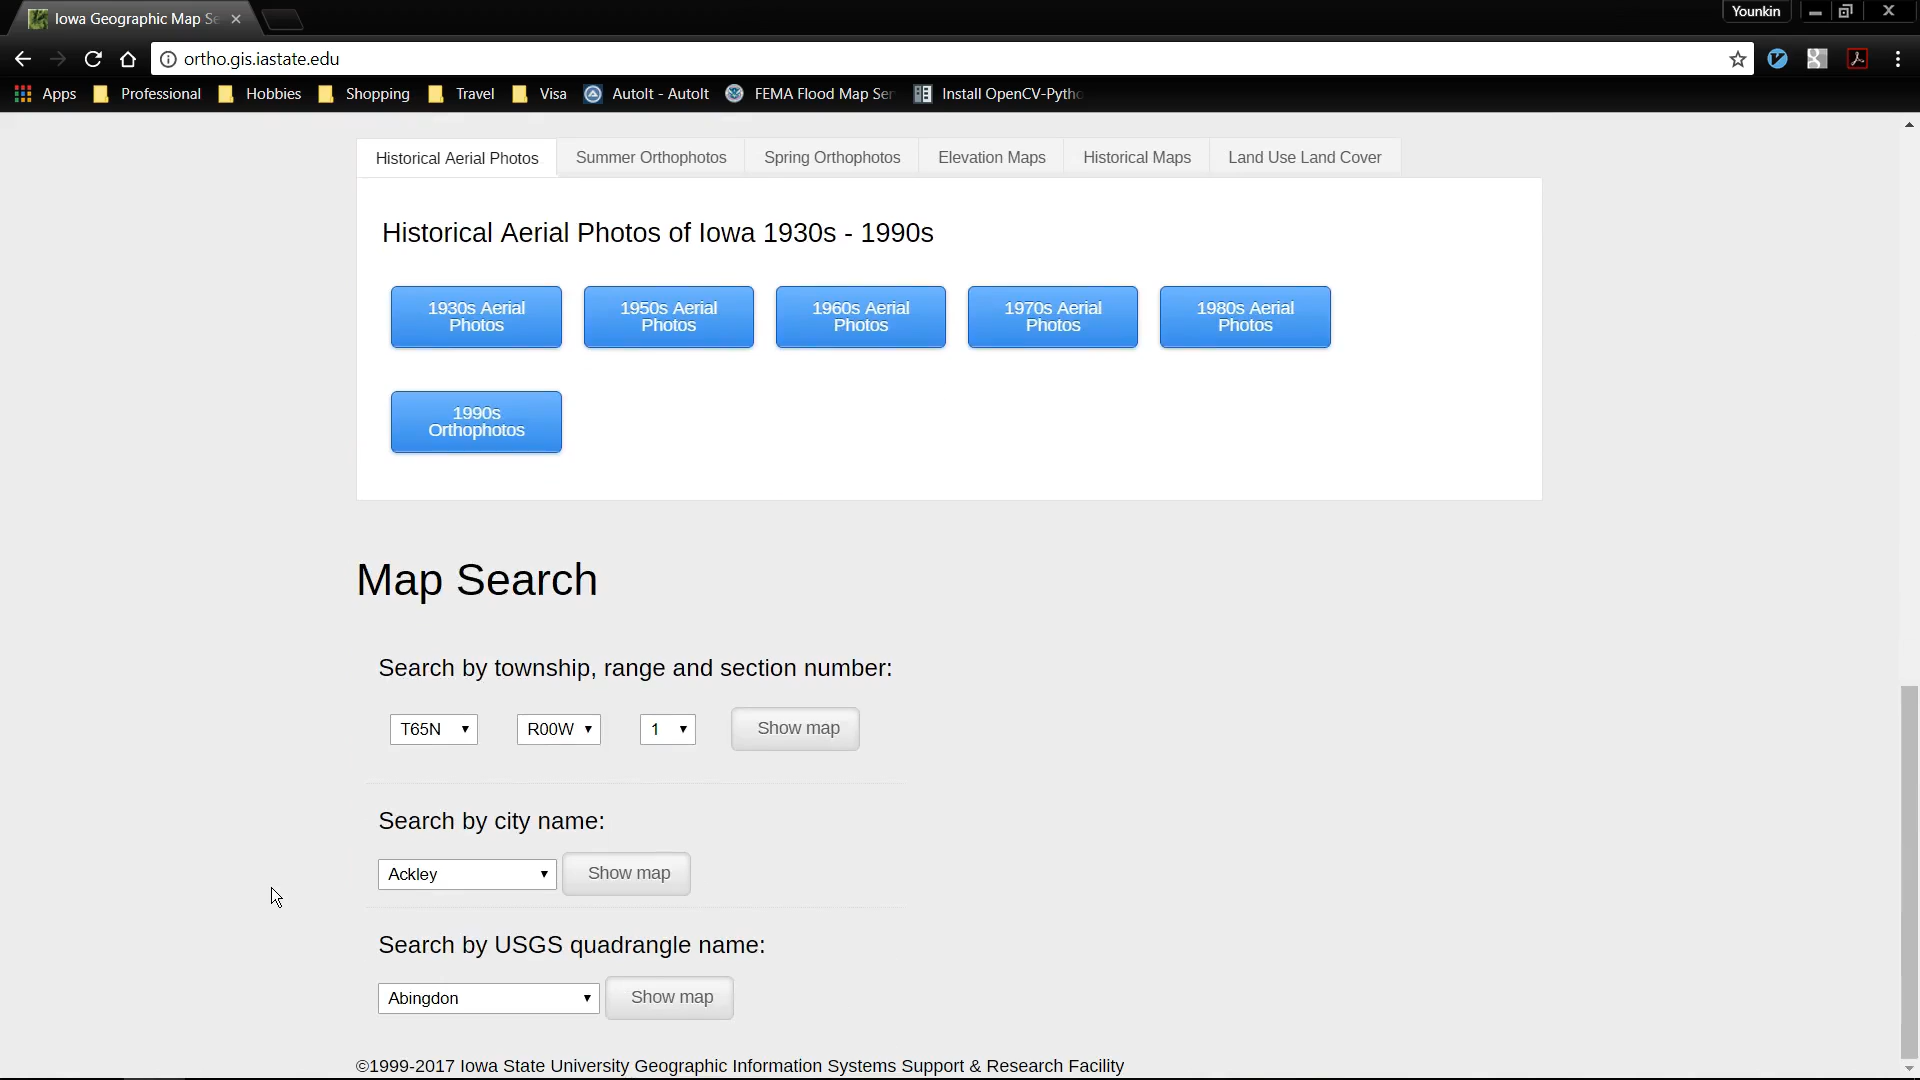 Iowa Geographic Map Se
Younkin
ortho.gis.iastate.edu
Apps Professional Hobbies Shopping Travel Visa AutoIt - AutoIt FEMA Flood Map Ser Install OpenCV-Pytho
Historical Aerial Photos Summer Orthophotos Spring Orthophotos Elevation Maps Historical Maps Land Use Land Cover
Historical Aerial Photos of Iowa 1930s - 1990s
1930s Aerial
Photos
1950s Aerial
Photos
1960s Aerial
Photos
1970s Aerial
Photos
1980s Aerial
Photos
1990s
Orthophotos
Map Search
Search by township, range and section number:
T65N R00W 1 Show map
Search by city name:
Ackley Show map
Search by USGS quadrangle name:
Abingdon Show map
©1999-2017 Iowa State University Geographic Information Systems Support & Research Facility